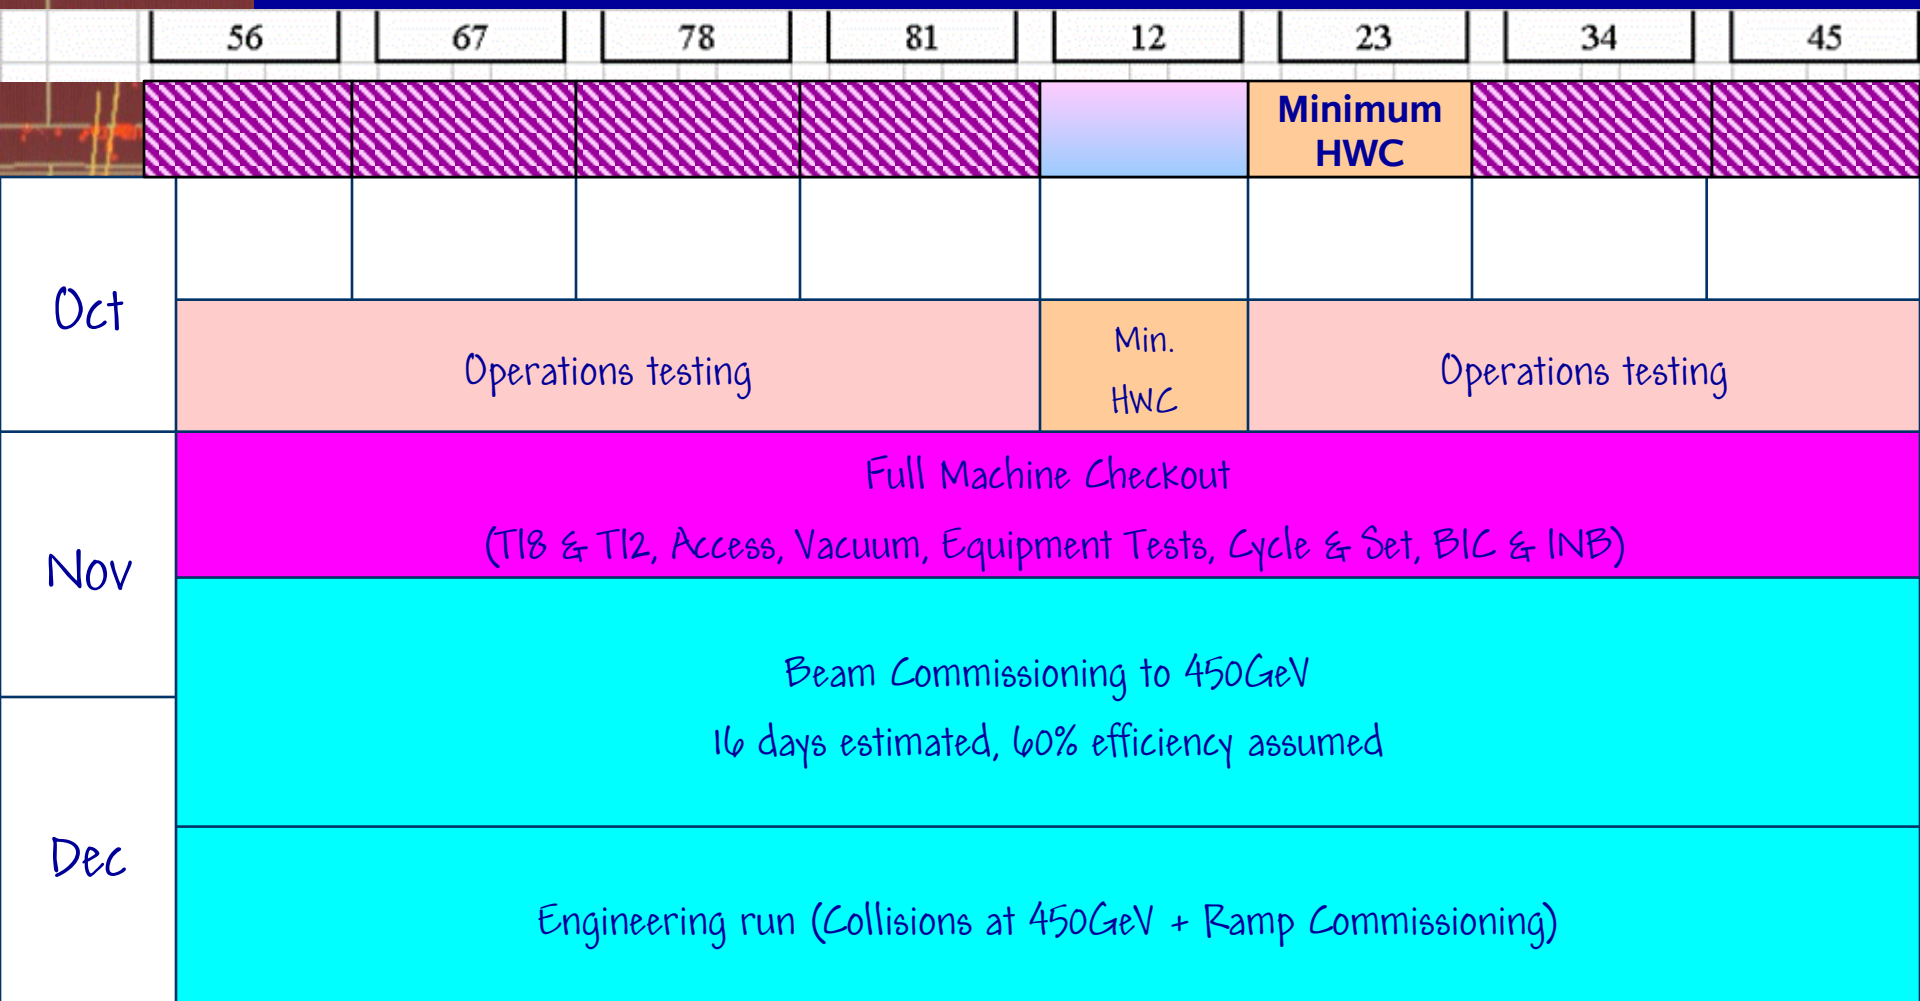 56 67 78 81 12 23 34 45
Minimum
HWC
Oct
Operations testing
Min.
HWC
Operations testing
Nov
Full Machine Checkout
(TI8 & TI2, Access, Vacuum, Equipment Tests, Cycle & Set, BIC & INB)
Beam Commissioning to 450GeV
16 days estimated, 60% efficiency assumed
Dec
Engineering run (Collisions at 450GeV + Ramp Commissioning)